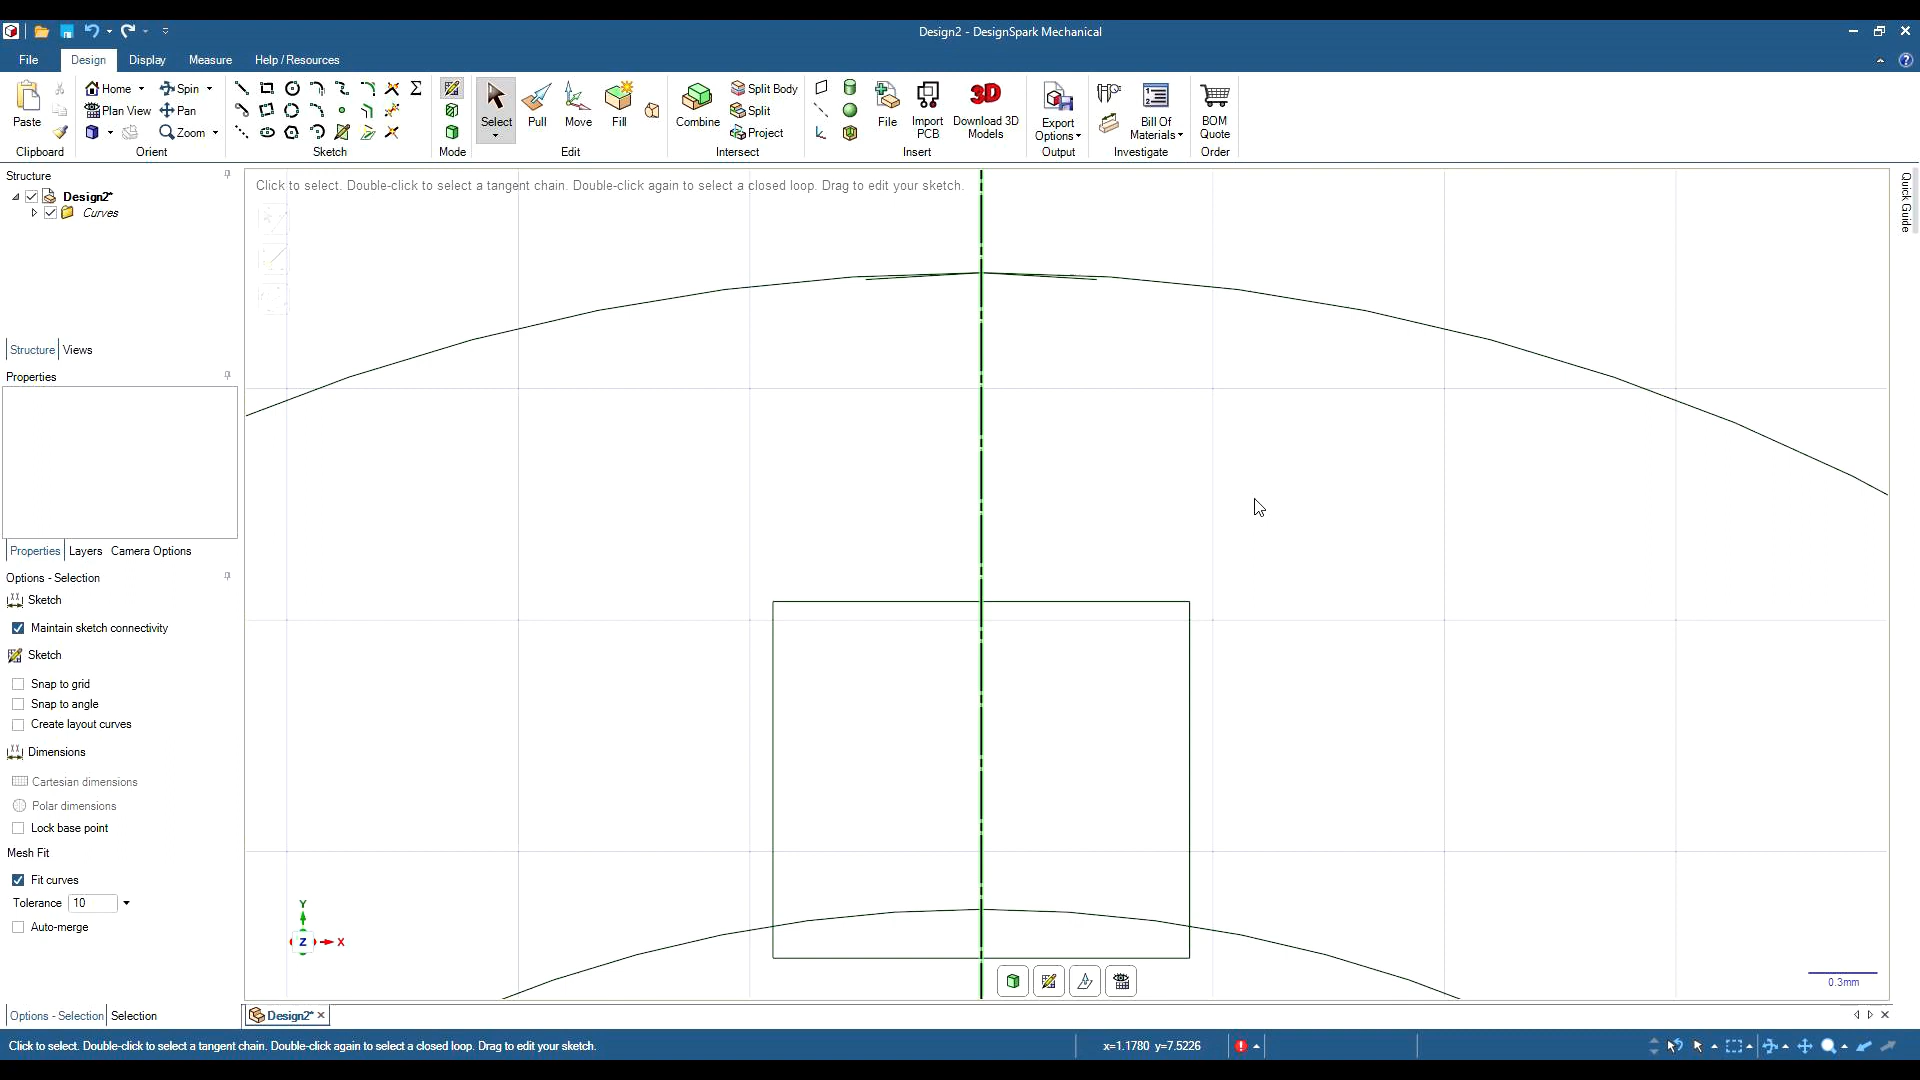 Design2 - DesignSpark Mechanical
File
Design
Display
Measure
Help / Resources
Paste
Clipboard
Home
Spin
Plan View
Pan
Zoom
Orient
Sketch
Mode
Select
Pull
Move
Fill
Edit
Combine
Split Body
Split
Project
Intersect
File
Import
PCB
Download 3D
Models
3D
Insert
Export
Options
Output
Bill Of
Materials
Investigate
BOM
Quote
Order
Structure
Design2*
Curves
Structure
Views
Properties
Properties
Layers
Camera Options
Options - Selection
Sketch
Maintain sketch connectivity
Sketch
Snap to grid
Snap to angle
Create layout curves
Dimensions
Cartesian dimensions
Polar dimensions
Lock base point
Mesh Fit
Fit curves
Tolerance 10
Auto-merge
Options - Selection
Selection
Click to select. Double-click to select a tangent chain. Double-click again to select a closed loop. Drag to edit your sketch.
Quick Guide
Y
Z
X
0.3mm
Design2*
Click to select. Double-click to select a tangent chain. Double-click again to select a closed loop. Drag to edit your sketch.
x=1.1780 y=7.5226